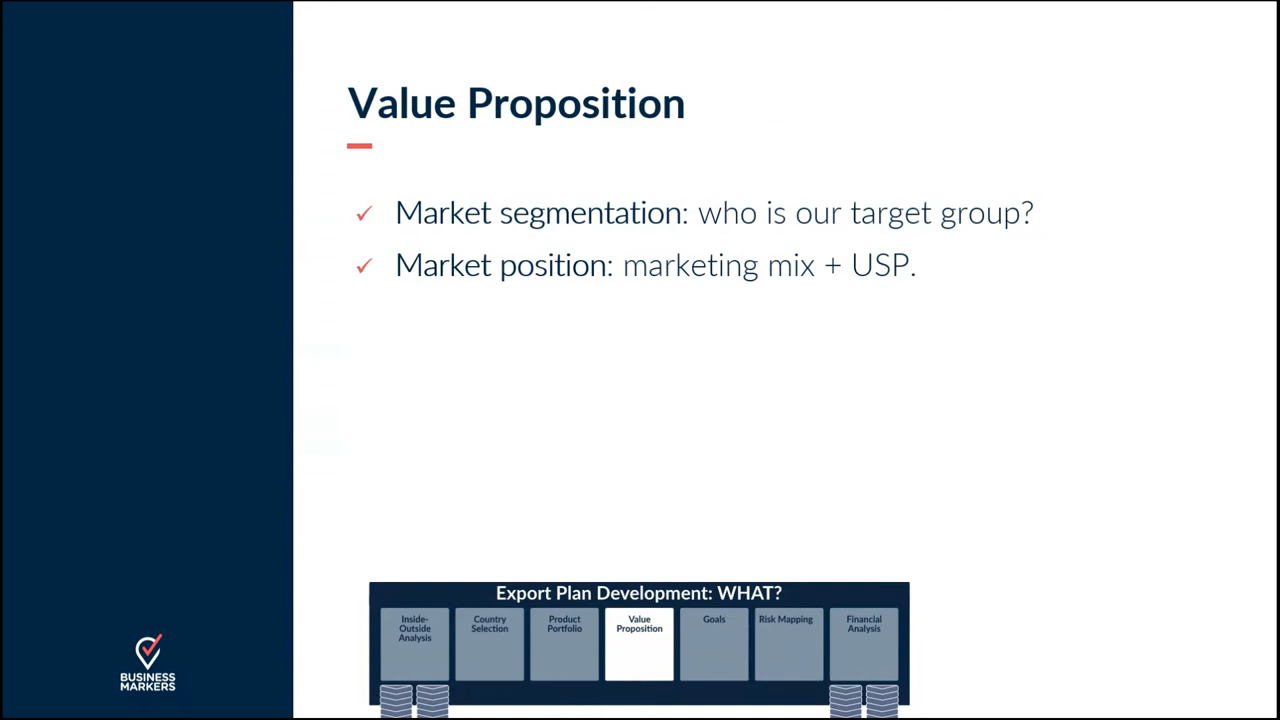 Value Proposition
✓ Market segmentation: who is our target group?
✓ Market position: marketing mix + USP.
Export Plan Development: WHAT?
Inside-
Outside
Analysis
Country
Selection
Product
Portfolio
Value
Proposition
Goals
Risk Mapping
Financial
Analysis
BUSINESS
MARKERS